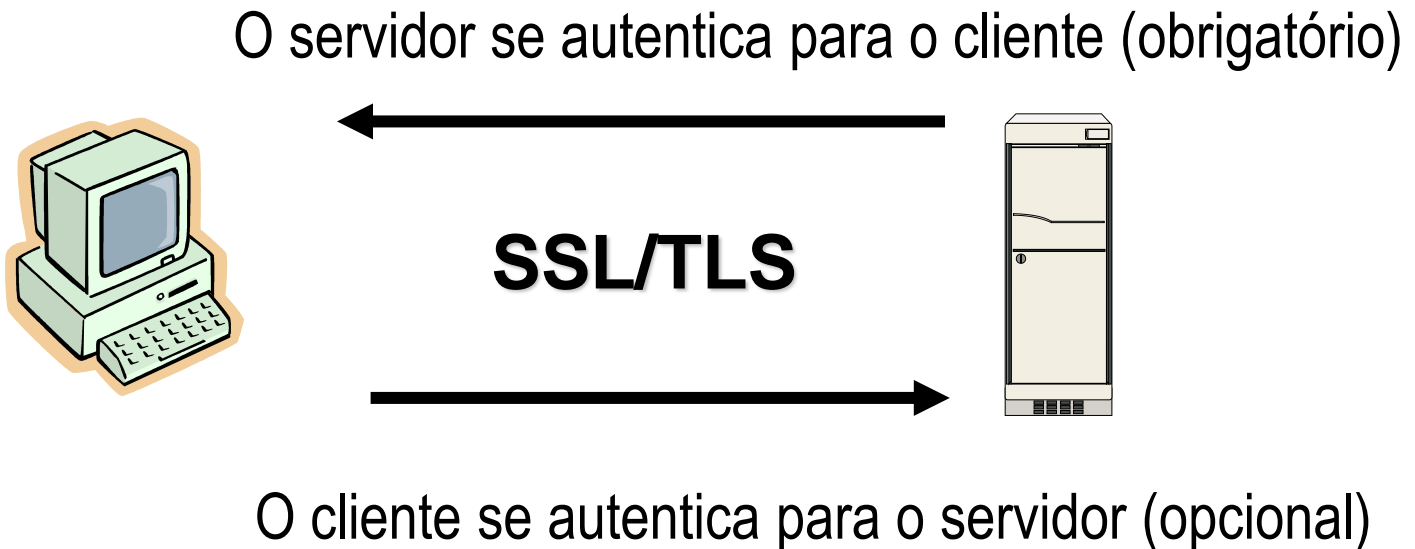 O servidor se autentica para o cliente (obrigatório)
SSL/TLS
O cliente se autentica para o servidor (opcional)